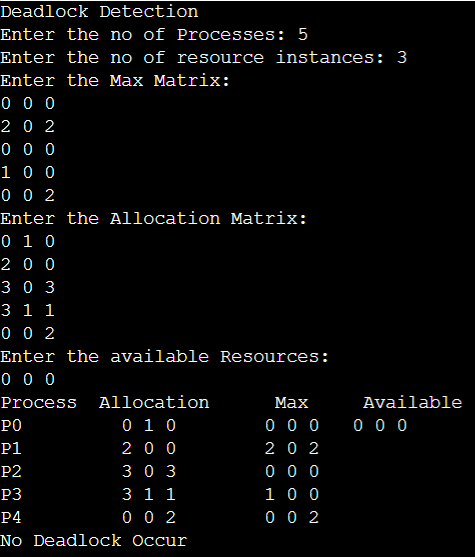 Deadlock Detection
Enter the no of Processes: 5
Enter the no of resource instances: 3
Enter the Max Matrix:
0 0 0
2 0 2
0 0 0
1 0 0
0 0 2
Enter the Allocation Matrix:
0 1 0
2 0 0
3 0 3
3 1 1
0 0 2
Enter the available Resources:
0 0 0
Process  Allocation      Max     Available
P0         0 1 0        0 0 0   0 0 0
P1         2 0 0        2 0 2
P2         3 0 3        0 0 0
P3         3 1 1        1 0 0
P4         0 0 2        0 0 2
No Deadlock Occur